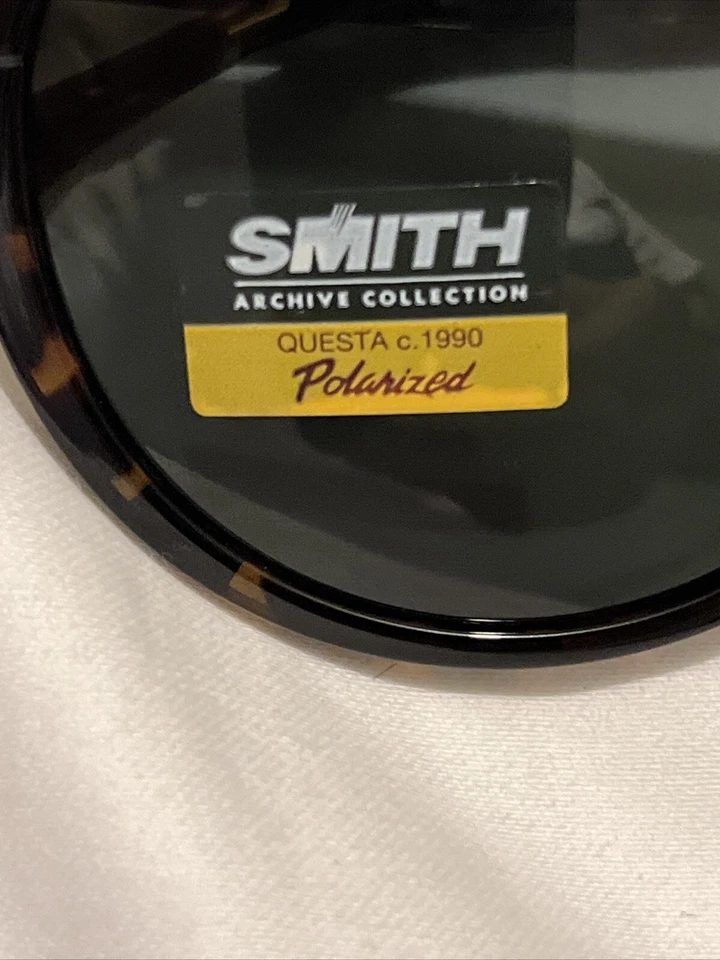 SMITH
ARCHIVE COLLECTION
QUESTA c.1990
Polarized